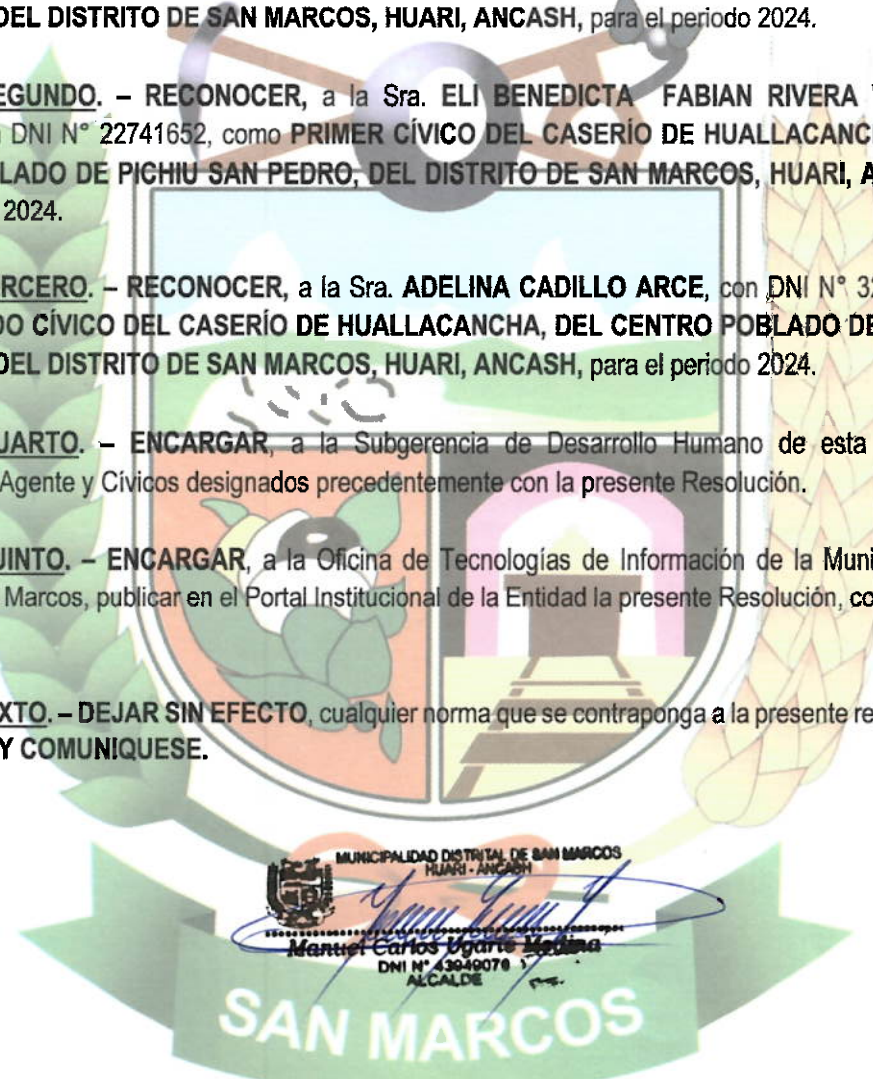 DEL DISTRITO DE SAN MARCOS, HUARI, ANCASH, para el periodo 2024.
EGUNDO. – RECONOCER, a la Sra. ELI BENEDICTA FABIAN RIVERA
DNI N° 22741652, como PRIMER CÍVICO DEL CASERÍO DE HUALLACANC
LADO DE PICHIU SAN PEDRO, DEL DISTRITO DE SAN MARCOS, HUARI, A
2024.
RCERO. – RECONOCER, a la Sra. ADELINA CADILLO ARCE, con DNI N° 32
DO CÍVICO DEL CASERÍO DE HUALLACANCHA, DEL CENTRO POBLADO DE
DEL DISTRITO DE SAN MARCOS, HUARI, ANCASH, para el periodo 2024.
UARTO. – ENCARGAR, a la Subgerencia de Desarrollo Humano de esta
Agente y Cívicos designados precedentemente con la presente Resolución.
UINTO. – ENCARGAR, a la Oficina de Tecnologías de Información de la Muni
Marcos, publicar en el Portal Institucional de la Entidad la presente Resolución, co
XTO. – DEJAR SIN EFECTO, cualquier norma que se contraponga a la presente re
Y COMUNIQUESE.
MUNICIPALIDAD DISTRITAL DE SAN MARCOS
HUARI - ANCASH
Manuel Carlos Ugarte Medina
DNI N° 43949078
ALCALDE
SAN MARCOS